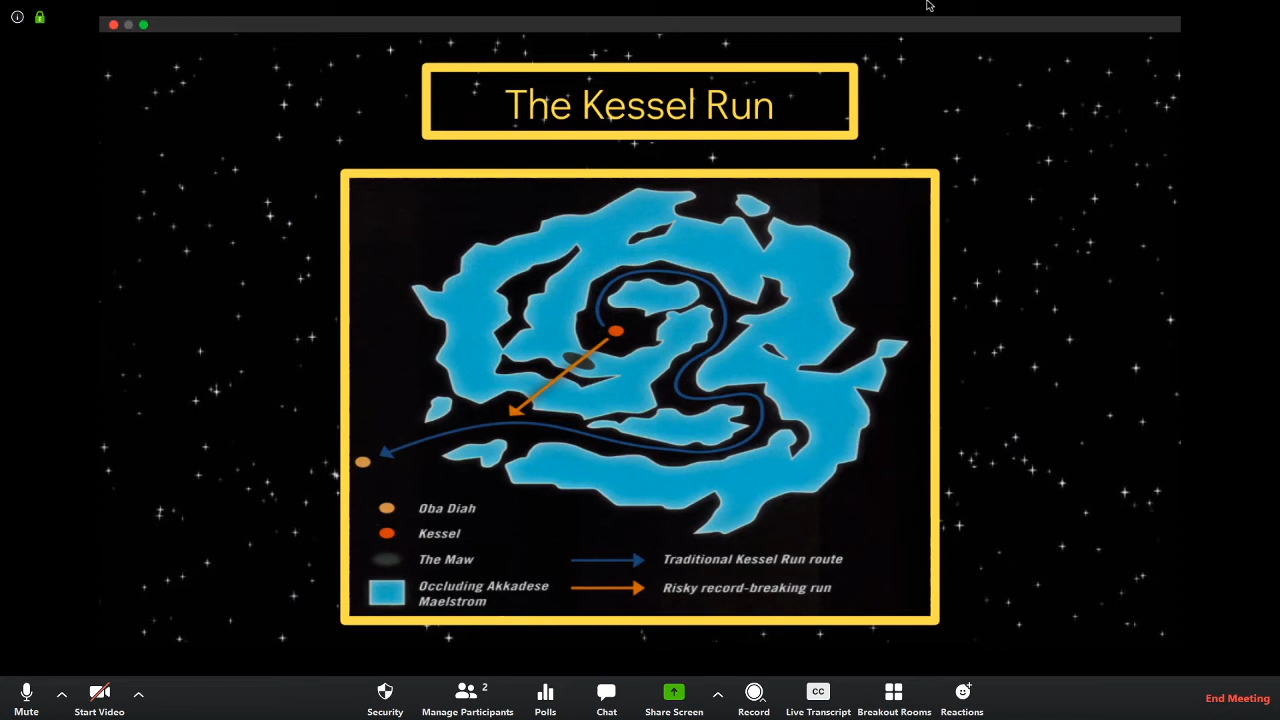 The Kessel Run
Oba Diah
Kessel
The Maw
Occluding Akkadese
Maelstrom
Traditional Kessel Run route
Risky record-breaking run
Mute
Start Video
Security
2
Manage Participants
Polls
Chat
Share Screen
Record
CC
Live Transcript
Breakout Rooms
Reactions
End Meeting